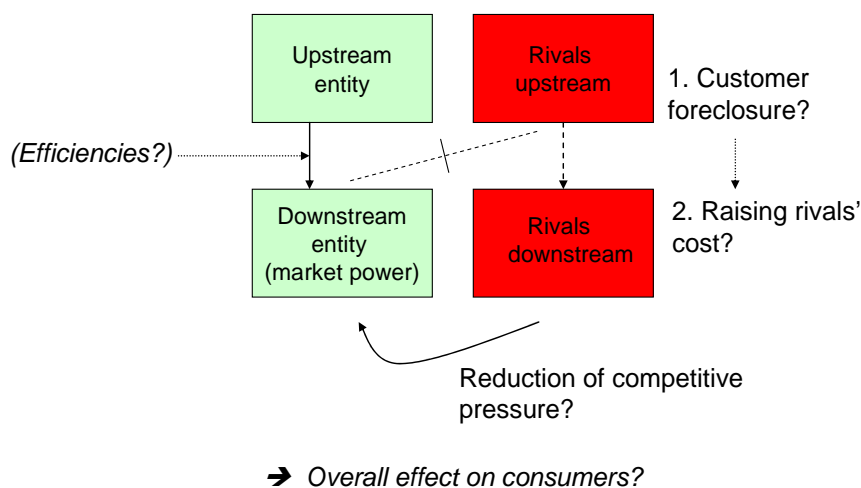 Upstream
entity
Rivals
upstream
1. Customer
foreclosure?
(Efficiencies?)
Downstream
entity
(market power)
Rivals
downstream
2. Raising rivals’
cost?
Reduction of competitive
pressure?
➔ Overall effect on consumers?